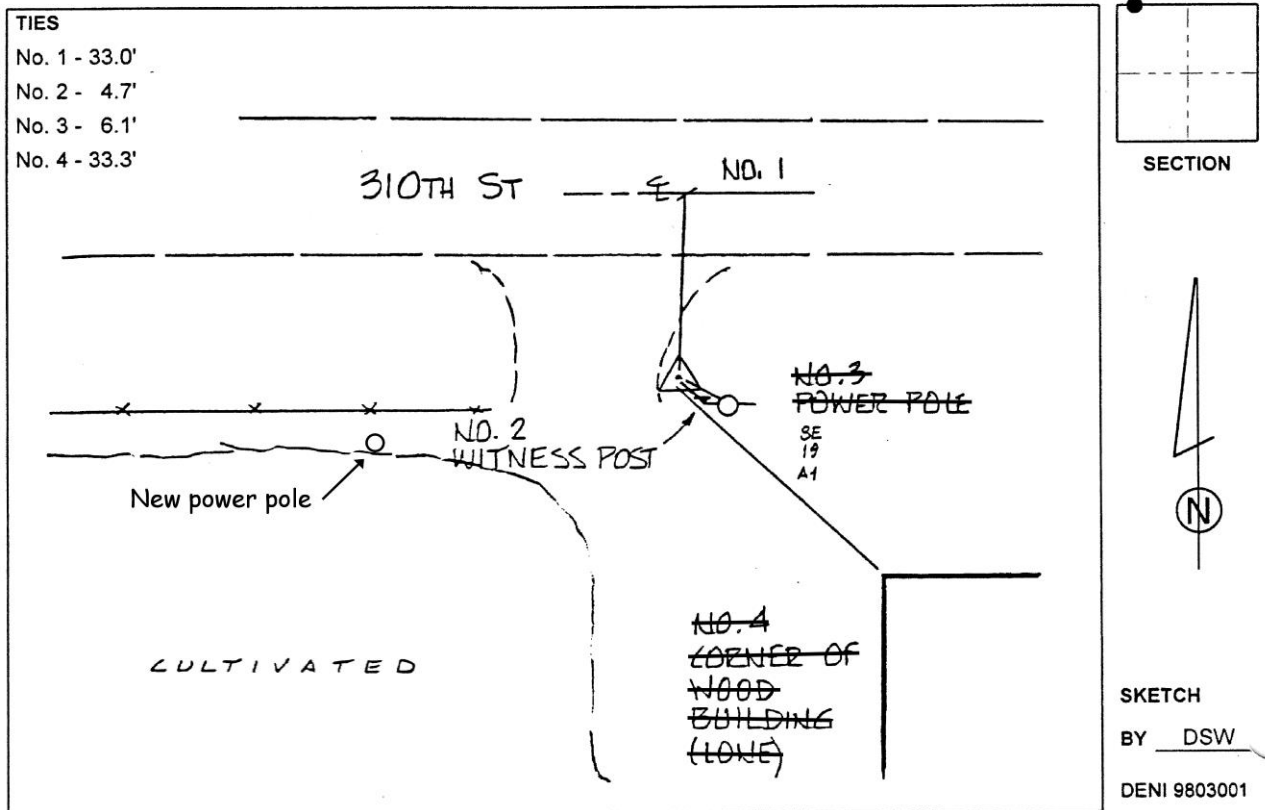 TIES
No. 1 - 33.0'
No. 2 - 4.7'
No. 3 - 6.1'
No. 4 - 33.3'
310TH ST
℄
NO. 1
NO. 3
POWER POLE
SE
19
A1
NO. 2
WITNESS POST
New power pole
CULTIVATED
NO. 4
CORNER OF
WOOD
BUILDING
(LONE)
SECTION
N
SKETCH
BY DSW
DENI 9803001